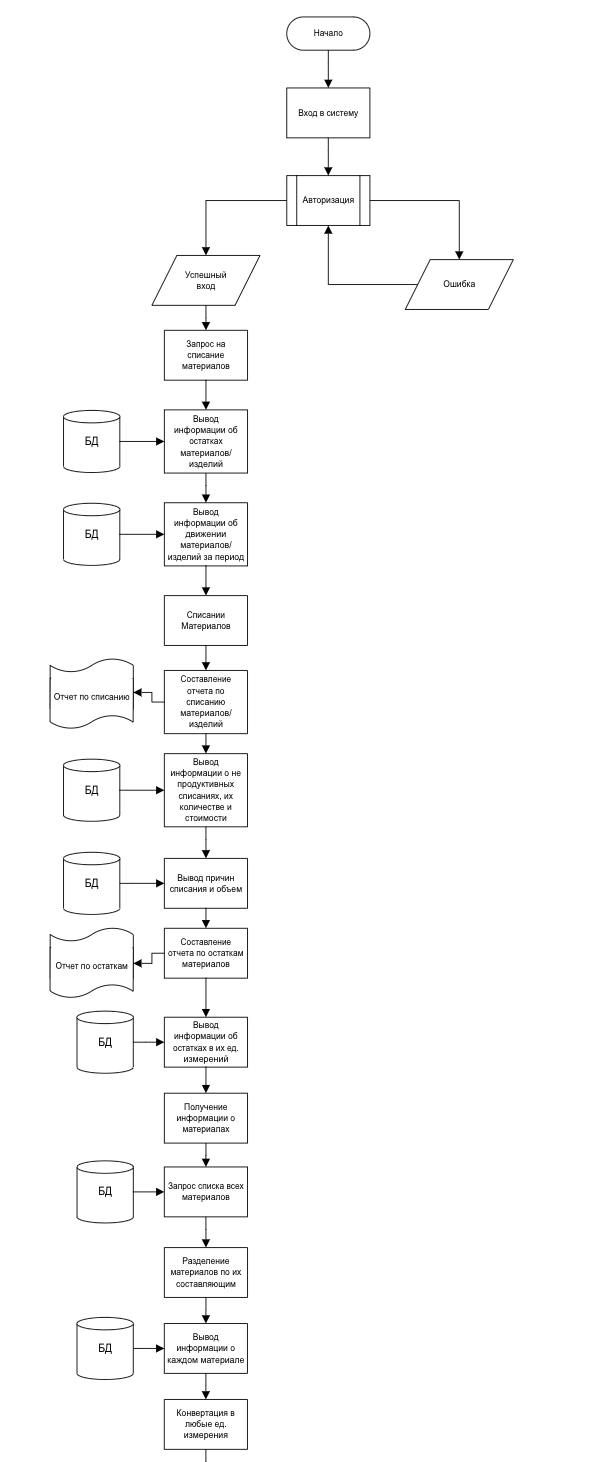 Начало
Вход в систему
Авторизация
Успешный
вход
Ошибка
Запрос на
списание
материалов
БД
Вывод
информации об
остатках
материалов/
изделий
БД
Вывод
информации об
движении
материалов/
изделий за период
Списании
Материалов
Отчет по списанию
Составление
отчета по
списанию
материалов/
изделий
БД
Вывод
информации о не
продуктивных
списаниях, их
количестве и
стоимости
БД
Вывод причин
списания и объем
Отчет по остаткам
Составление
отчета по остаткам
материалов
БД
Вывод
информации об
остатках в их ед.
измерений
Получение
информации о
материалах
БД
Запрос списка всех
материалов
Разделение
материалов по их
составляющим
БД
Вывод
информации о
каждом материале
Конвертация в
любые ед.
измерения